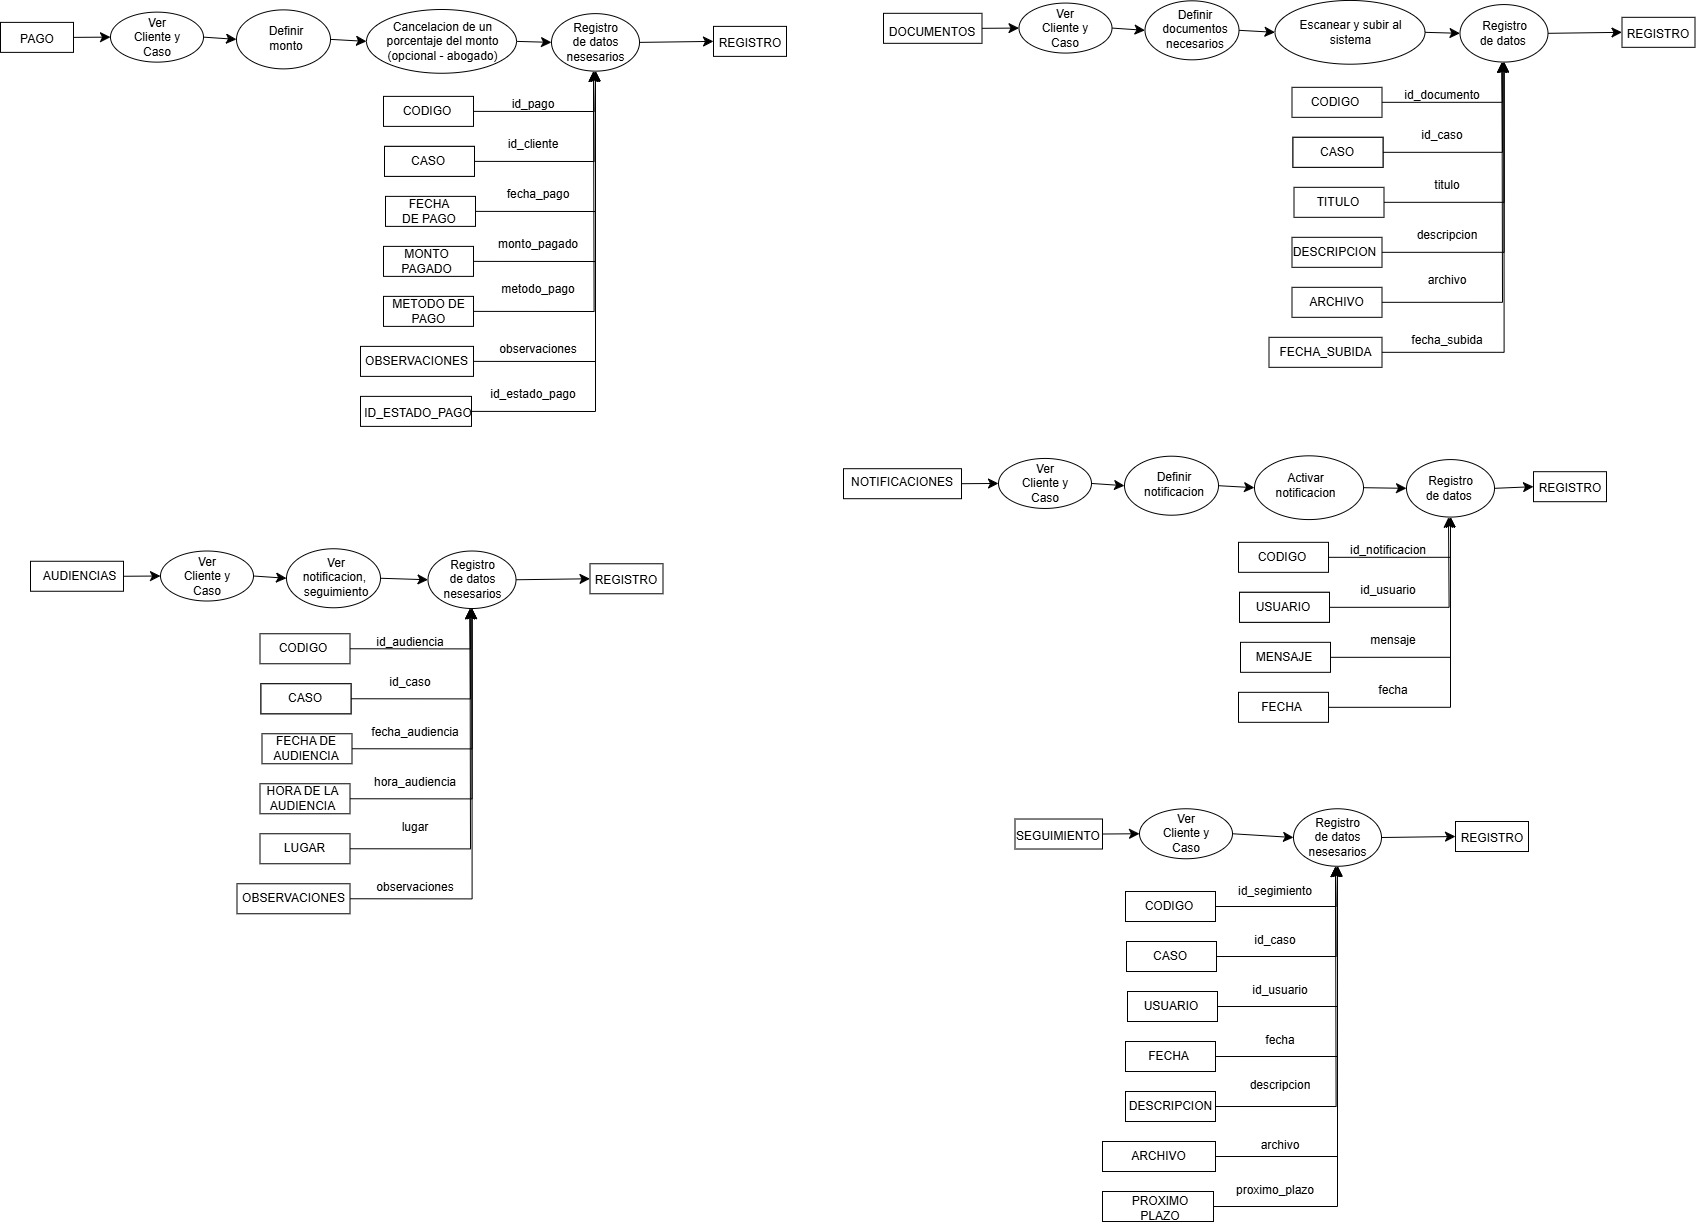 PAGO
Ver
Cliente y
Caso
Definir
monto
Cancelacion de un
porcentaje del monto
(opcional - abogado)
Registro
de datos
nesesarios
REGISTRO
CODIGO
id_pago
CASO
id_cliente
FECHA
DE PAGO
fecha_pago
MONTO
PAGADO
monto_pagado
METODO DE
PAGO
metodo_pago
OBSERVACIONES
observaciones
ID_ESTADO_PAGO
id_estado_pago
DOCUMENTOS
Ver
Cliente y
Caso
Definir
documentos
necesarios
Escanear y subir al
sistema
Registro
de datos
REGISTRO
CODIGO
id_documento
CASO
id_caso
TITULO
titulo
DESCRIPCION
descripcion
ARCHIVO
archivo
FECHA_SUBIDA
fecha_subida
NOTIFICACIONES
Ver
Cliente y
Caso
Definir
notificacion
Activar
notificacion
Registro
de datos
REGISTRO
CODIGO
id_notificacion
USUARIO
id_usuario
MENSAJE
mensaje
FECHA
fecha
AUDIENCIAS
Ver
Cliente y
Caso
Ver
notificacion,
seguimiento
Registro
de datos
nesesarios
REGISTRO
CODIGO
id_audiencia
CASO
id_caso
FECHA DE
AUDIENCIA
fecha_audiencia
HORA DE LA
AUDIENCIA
hora_audiencia
LUGAR
lugar
OBSERVACIONES
observaciones
SEGUIMIENTO
Ver
Cliente y
Caso
Registro
de datos
nesesarios
REGISTRO
CODIGO
id_segimiento
CASO
id_caso
USUARIO
id_usuario
FECHA
fecha
DESCRIPCION
descripcion
ARCHIVO
archivo
PROXIMO
PLAZO
proximo_plazo